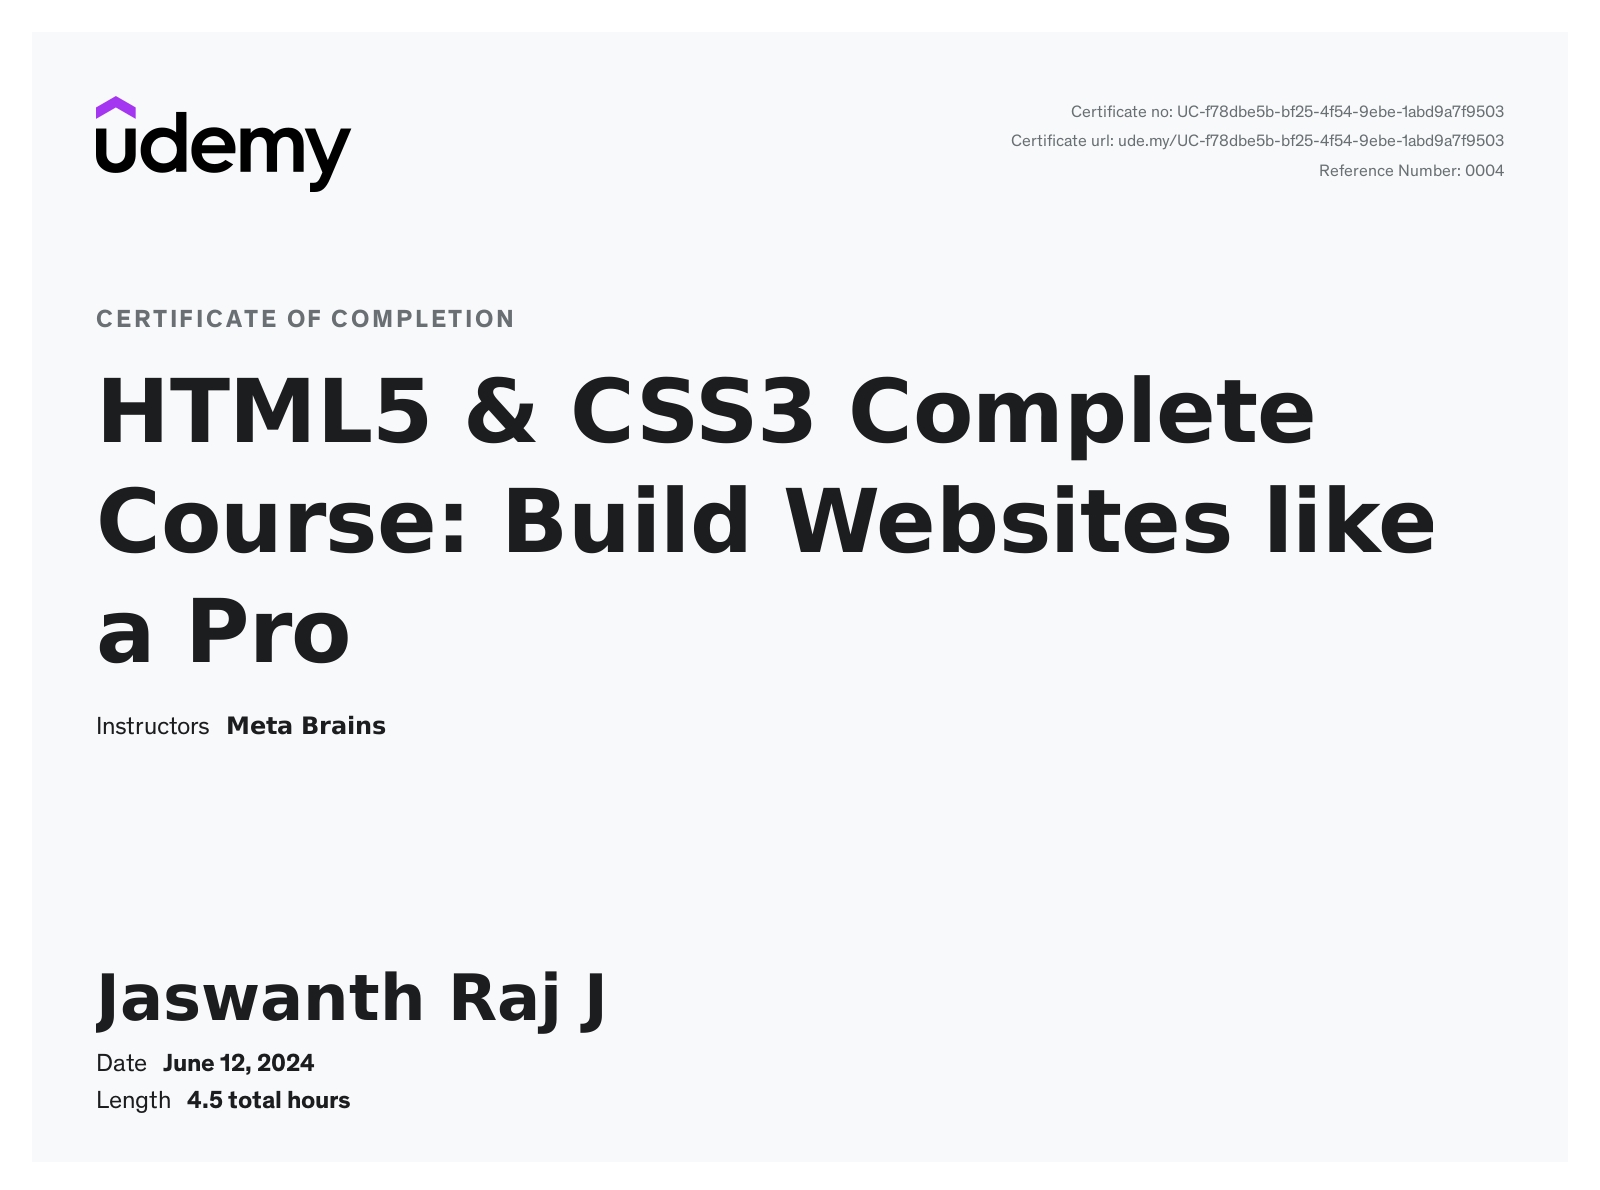 udemy
Certificate no: UC-f78dbe5b-bf25-4f54-9ebe-1abd9a7f9503
Certificate url: ude.my/UC-f78dbe5b-bf25-4f54-9ebe-1abd9a7f9503
Reference Number: 0004
CERTIFICATE OF COMPLETION
HTML5 & CSS3 Complete
Course: Build Websites like
a Pro
Instructors Meta Brains
Jaswanth Raj J
Date June 12, 2024
Length 4.5 total hours